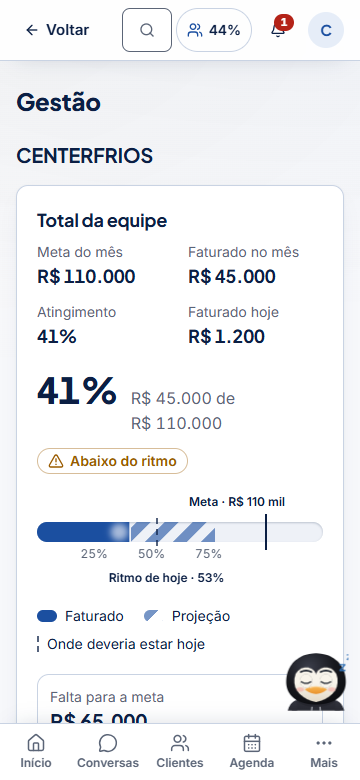 Voltar
44%
1
C
Gestão
CENTERFRIOS
Total da equipe
Meta do mês
Faturado no mês
R$ 110.000
R$ 45.000
Atingimento
Faturado hoje
41%
R$ 1.200
41%
R$ 45.000 de
R$ 110.000
Abaixo do ritmo
Meta · R$ 110 mil
25%
50%
75%
Ritmo de hoje · 53%
Faturado
Projeção
Onde deveria estar hoje
z
Falta para a meta
R$ 65.000
Início
Conversas
Clientes
Agenda
Mais